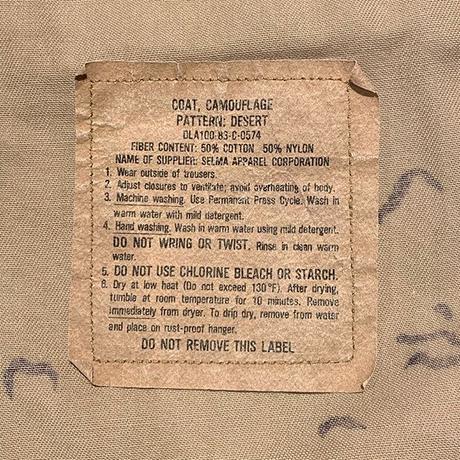 COAT, CAMOUFLAGE
PATTERN: DESERT
DLA100-83-C-0574
FIBER CONTENT: 50% COTTON 50% NYLON
NAME OF SUPPLIER: SELMA APPAREL CORPORATION
1. Wear outside of trousers.
2. Adjust closures to ventilate; avoid overheating of body.
3. Machine washing. Use Permanent Press Cycle. Wash in
warm water with mild detergent.
4. Hand washing. Wash in warm water using mild detergent.
DO NOT WRING OR TWIST. Rinse in clean warm
water.
5. DO NOT USE CHLORINE BLEACH OR STARCH.
6. Dry at low heat (Do not exceed 130°F). After drying,
tumble at room temperature for 10 minutes. Remove
immediately from dryer. To drip dry, remove from water
and place on rust-proof hanger.
DO NOT REMOVE THIS LABEL